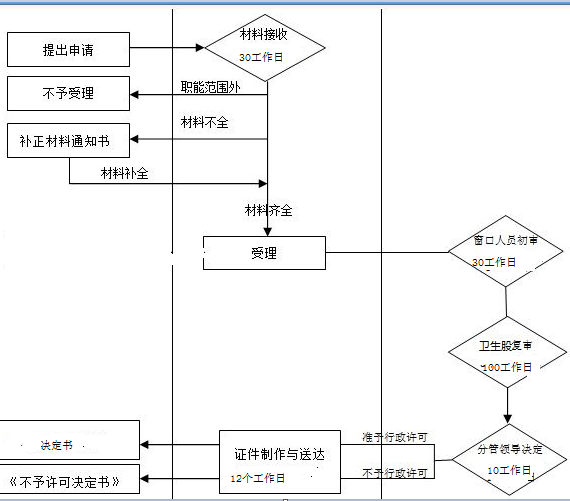 提出申请
材料接收
30工作日
不予受理
职能范围外
补正材料通知书
材料不全
材料补全
材料齐全
受理
窗口人员初审
30工作日
卫生股复审
100工作日
分管领导决定
10工作日
准予行政许可
不予行政许可
证件制作与送达
12个工作日
决定书
《不予许可决定书》